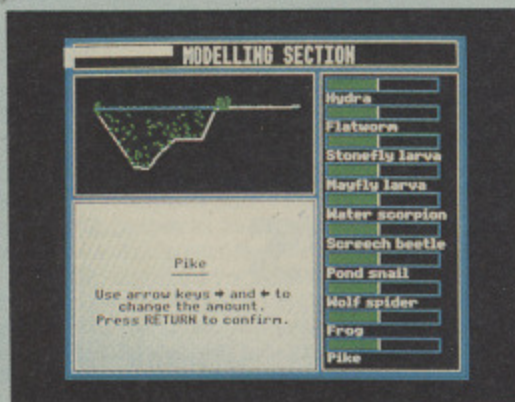 MODELLING SECTION
Hydra
Flatworm
Stonefly larva
Mayfly larva
Water scorpion
Screech beetle
Pond snail
Wolf spider
Frog
Pike
Pike
Use arrow keys → and ← to
change the amount.
Press RETURN to confirm.